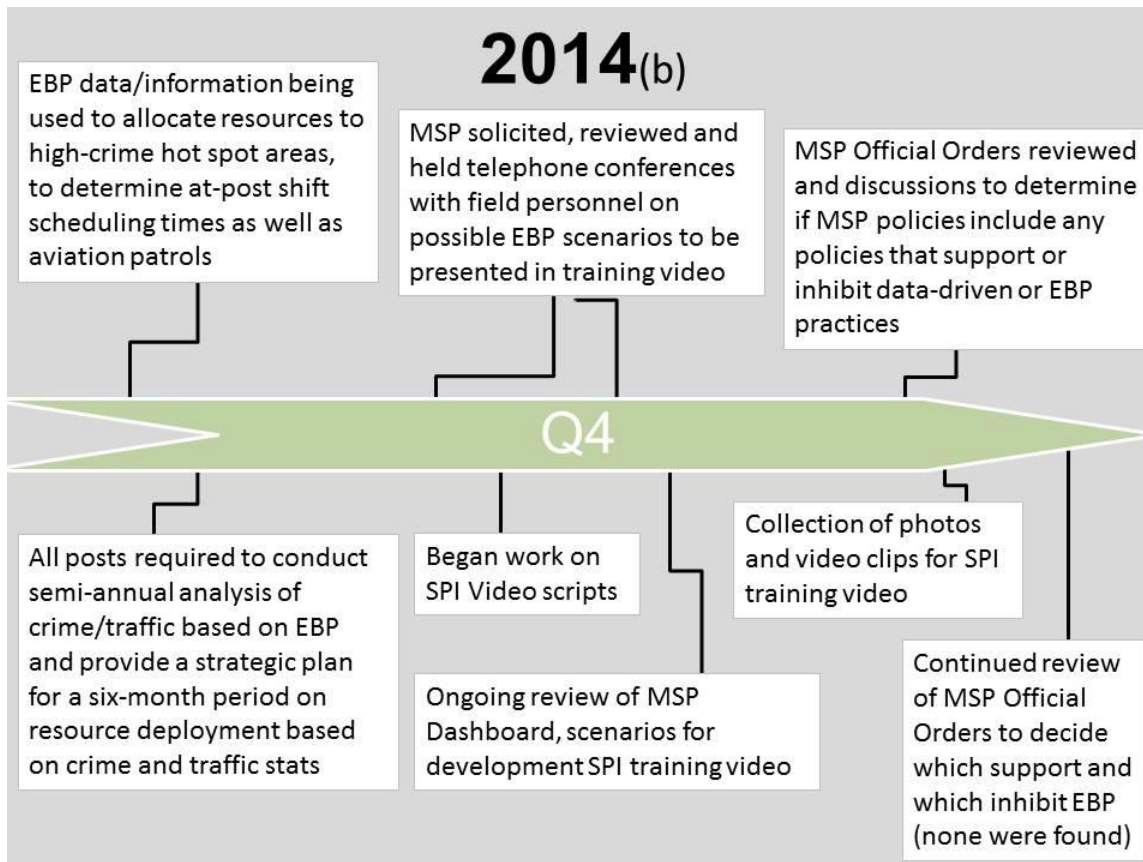 2014(b)
EBP data/information being
used to allocate resources to
high-crime hot spot areas,
to determine at-post shift
scheduling times as well as
aviation patrols
MSP solicited, reviewed and
held telephone conferences
with field personnel on
possible EBP scenarios to be
presented in training video
MSP Official Orders reviewed
and discussions to determine
if MSP policies include any
policies that support or
inhibit data-driven or EBP
practices
Q4
All posts required to conduct
semi-annual analysis of
crime/traffic based on EBP
and provide a strategic plan
for a six-month period on
resource deployment based
on crime and traffic stats
Began work on
SPI Video scripts
Ongoing review of MSP
Dashboard, scenarios for
development SPI training video
Collection of photos
and video clips for SPI
training video
Continued review
of MSP Official
Orders to decide
which support and
which inhibit EBP
(none were found)